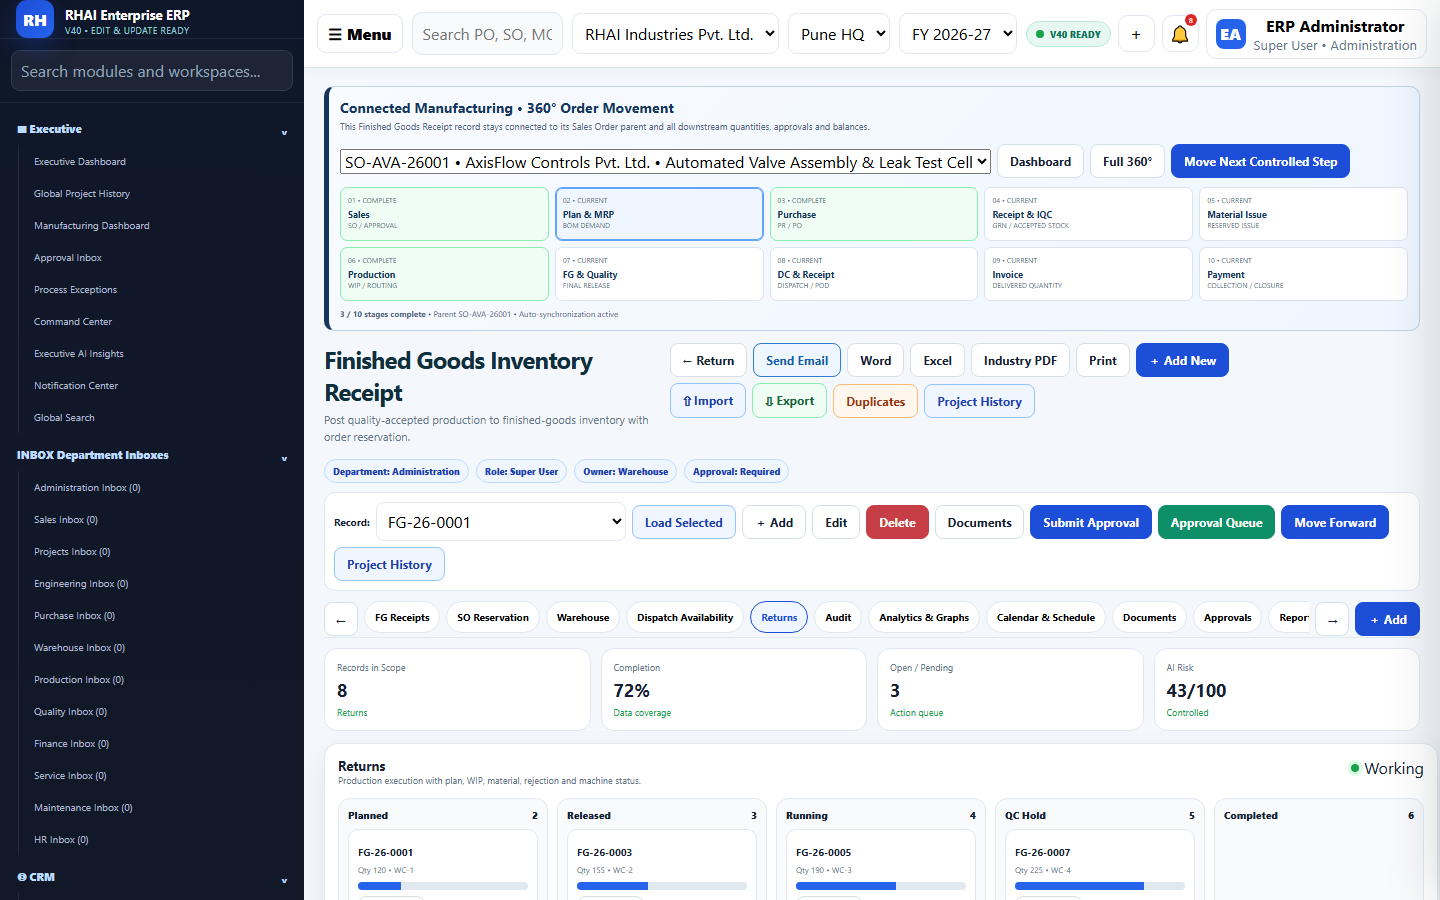 RH
RHAI Enterprise ERP
V40 • EDIT & UPDATE READY
Search modules and workspaces...
Executive
Executive Dashboard
Global Project History
Manufacturing Dashboard
Approval Inbox
Process Exceptions
Command Center
Executive AI Insights
Notification Center
Global Search
INBOX Department Inboxes
Administration Inbox (0)
Sales Inbox (0)
Projects Inbox (0)
Engineering Inbox (0)
Purchase Inbox (0)
Warehouse Inbox (0)
Production Inbox (0)
Quality Inbox (0)
Finance Inbox (0)
Service Inbox (0)
Maintenance Inbox (0)
HR Inbox (0)
CRM
☰ Menu
Search PO, SO, MO
RHAI Industries Pvt. Ltd.
Pune HQ
FY 2026-27
V40 READY
+
8
EA
ERP Administrator
Super User • Administration
Connected Manufacturing • 360° Order Movement
This Finished Goods Receipt record stays connected to its Sales Order parent and all downstream quantities, approvals and balances.
SO-AVA-26001 • AxisFlow Controls Pvt. Ltd. • Automated Valve Assembly & Leak Test Cell
Dashboard
Full 360°
Move Next Controlled Step
01 • COMPLETE
Sales
SO / APPROVAL
02 • CURRENT
Plan & MRP
BOM DEMAND
03 • COMPLETE
Purchase
PR / PO
04 • CURRENT
Receipt & IQC
GRN / ACCEPTED STOCK
05 • CURRENT
Material Issue
RESERVED ISSUE
06 • COMPLETE
Production
WIP / ROUTING
07 • CURRENT
FG & Quality
FINAL RELEASE
08 • CURRENT
DC & Receipt
DISPATCH / POD
09 • CURRENT
Invoice
DELIVERED QUANTITY
10 • CURRENT
Payment
COLLECTION / CLOSURE
3 / 10 stages complete • Parent SO-AVA-26001 • Auto-synchronization active
Finished Goods Inventory
Receipt
Post quality-accepted production to finished-goods inventory with
order reservation.
← Return
Send Email
Word
Excel
Industry PDF
Print
+ Add New
⇧ Import
⇩ Export
Duplicates
Project History
Department: Administration
Role: Super User
Owner: Warehouse
Approval: Required
Record:
FG-26-0001
Load Selected
+ Add
Edit
Delete
Documents
Submit Approval
Approval Queue
Move Forward
Project History
←
FG Receipts
SO Reservation
Warehouse
Dispatch Availability
Returns
Audit
Analytics & Graphs
Calendar & Schedule
Documents
Approvals
Report
→
+ Add
Records in Scope
8
Returns
Completion
72%
Data coverage
Open / Pending
3
Action queue
AI Risk
43/100
Controlled
Returns
Production execution with plan, WIP, material, rejection and machine status.
Working
Planned 2
FG-26-0001
Qty 120 • WC-1
Released 3
FG-26-0003
Qty 155 • WC-2
Running 4
FG-26-0005
Qty 190 • WC-3
QC Hold 5
FG-26-0007
Qty 225 • WC-4
Completed 6